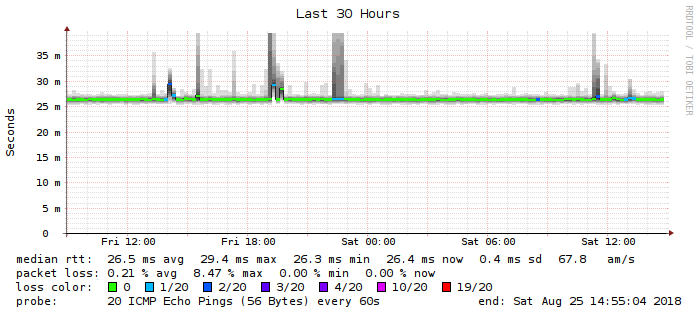 Last 30 Hours
RRDTOOL / TOBI OETIKER
Seconds
35 m
30 m
25 m
20 m
15 m
10 m
5 m
0
Fri 12:00 Fri 18:00 Sat 00:00 Sat 06:00 Sat 12:00
median rtt: 26.5 ms avg 29.4 ms max 26.3 ms min 26.4 ms now 0.4 ms sd 67.8 am/s
packet loss: 0.21 % avg 8.47 % max 0.00 % min 0.00 % now
loss color: 0 1/20 2/20 3/20 4/20 10/20 19/20
probe: 20 ICMP Echo Pings (56 Bytes) every 60s end: Sat Aug 25 14:55:04 2018